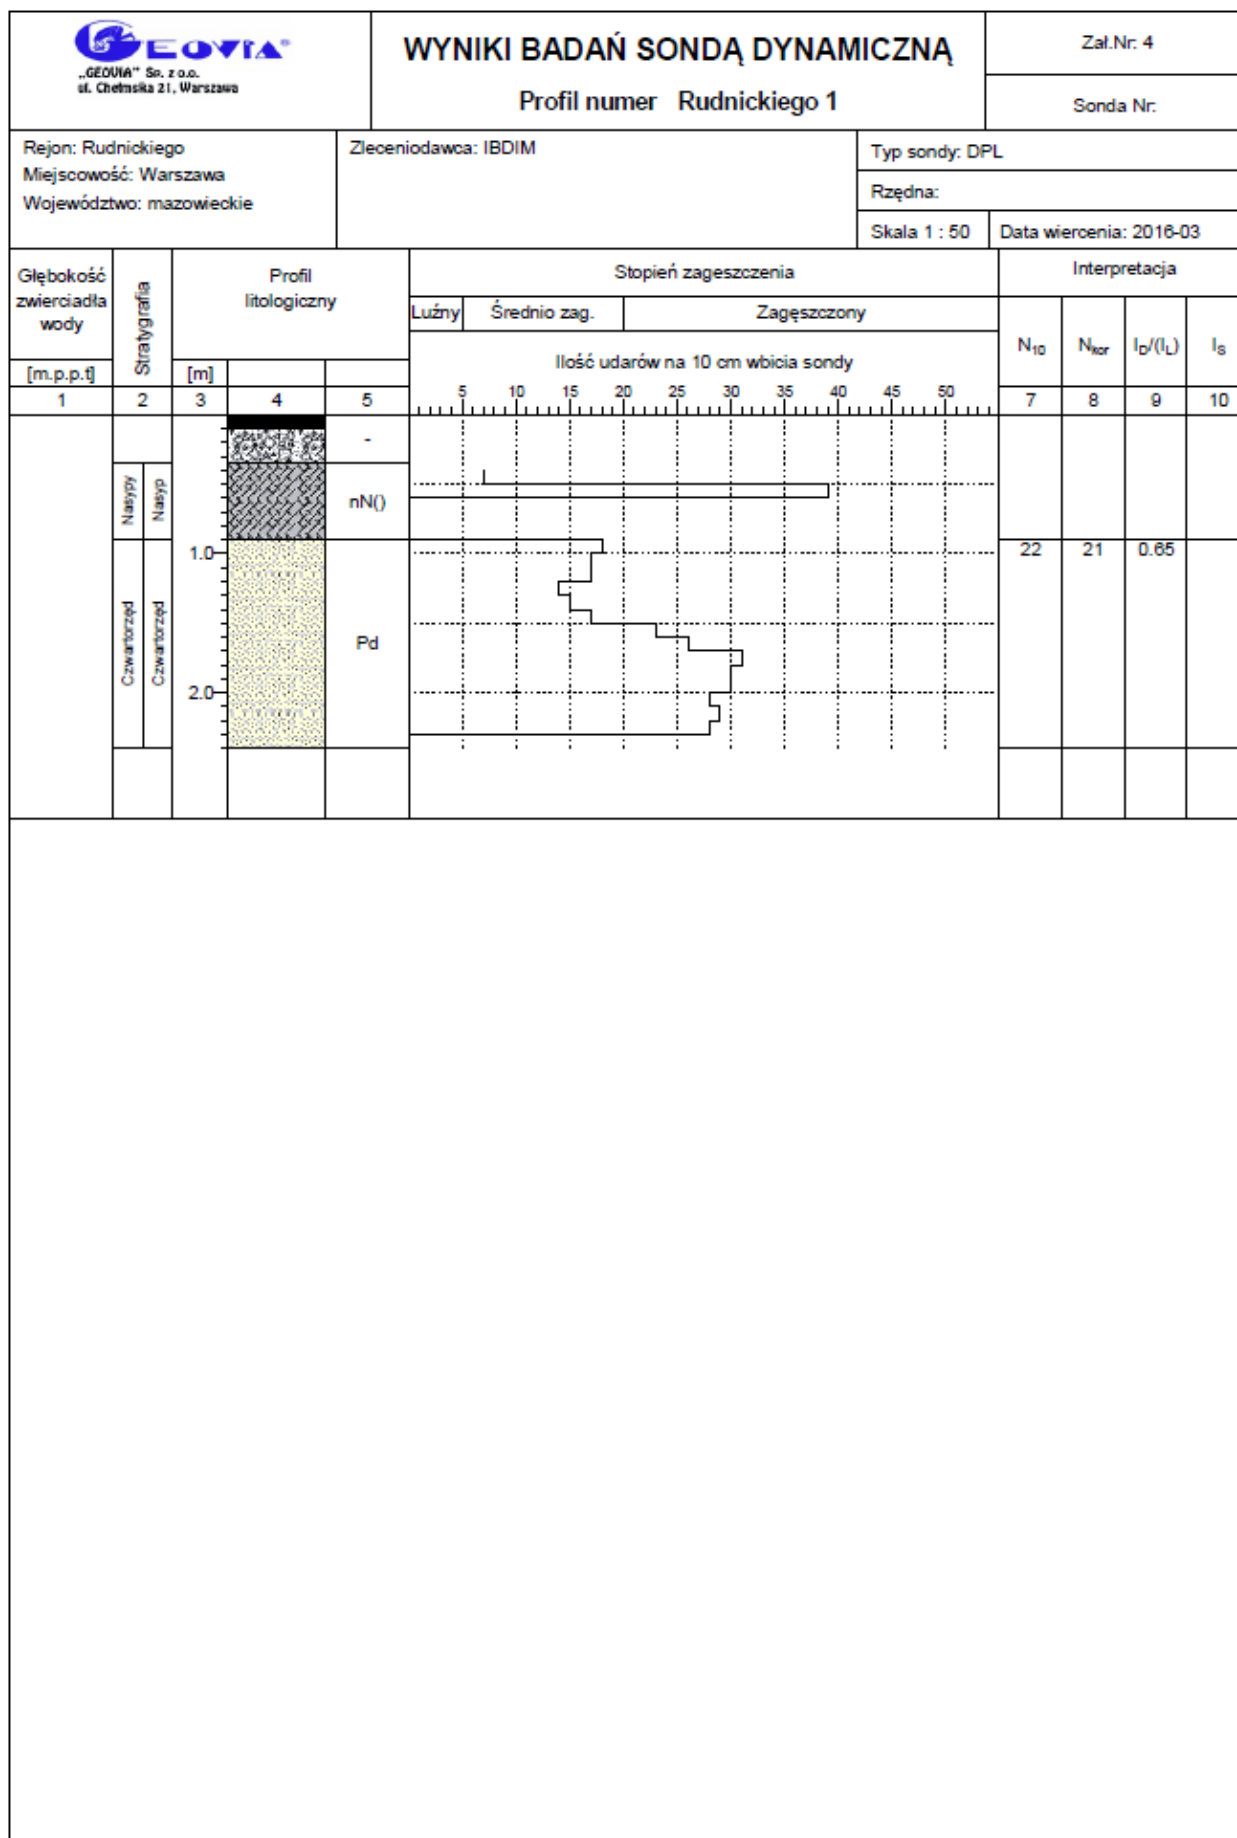 GEOVIA®
„GEOVIA" Sp. z o.o.
ul. Chełmska 21, Warszawa
WYNIKI BADAŃ SONDĄ DYNAMICZNĄ
Profil numer Rudnickiego 1
Zał.Nr: 4
Sonda Nr:
Rejon: Rudnickiego
Miejscowość: Warszawa
Województwo: mazowieckie
Zleceniodawca: IBDIM
Typ sondy: DPL
Rzędna:
Skala 1 : 50
Data wiercenia: 2016-03
Głębokość
zwierciadła
wody
[m.p.p.t]
Stratygrafia
Profil
litologiczny
[m]
Stopień zageszczenia
Luźny
Średnio zag.
Zagęszczony
Ilość udarów na 10 cm wbicia sondy
5 10 15 20 25 30 35 40 45 50
Interpretacja
N10
Nkor
ID/(IL)
IS
1 2 3 4 5 7 8 9 10
-
Nasypy
Nasyp
nN()
1.0
22 21 0.65
Czwartorzęd
Czwartorzęd
Pd
2.0